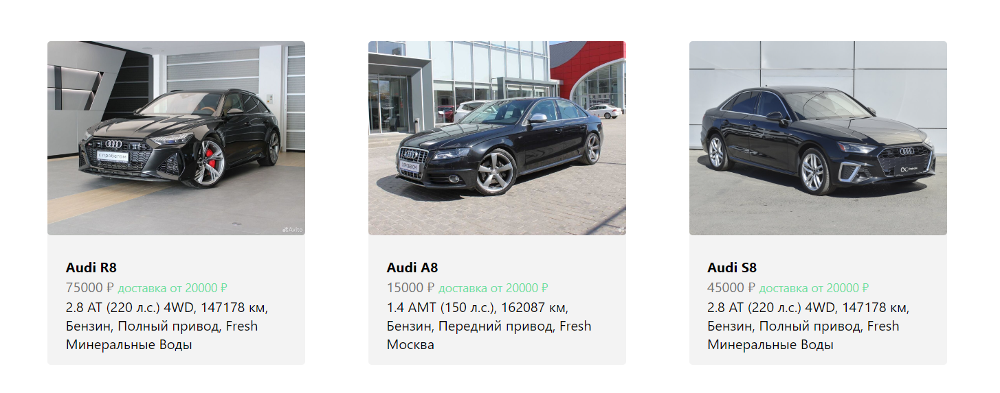 с пробегом
Avito
Audi R8
75000 ₽ доставка от 20000 ₽
2.8 AT (220 л.с.) 4WD, 147178 км,
Бензин, Полный привод, Fresh
Минеральные Воды
С ПРОБЕГОМ
Audi A8
15000 ₽ доставка от 20000 ₽
1.4 AMT (150 л.с.), 162087 км,
Бензин, Передний привод, Fresh
Москва
Audi S8
45000 ₽ доставка от 20000 ₽
2.8 AT (220 л.с.) 4WD, 147178 км,
Бензин, Полный привод, Fresh
Минеральные Воды